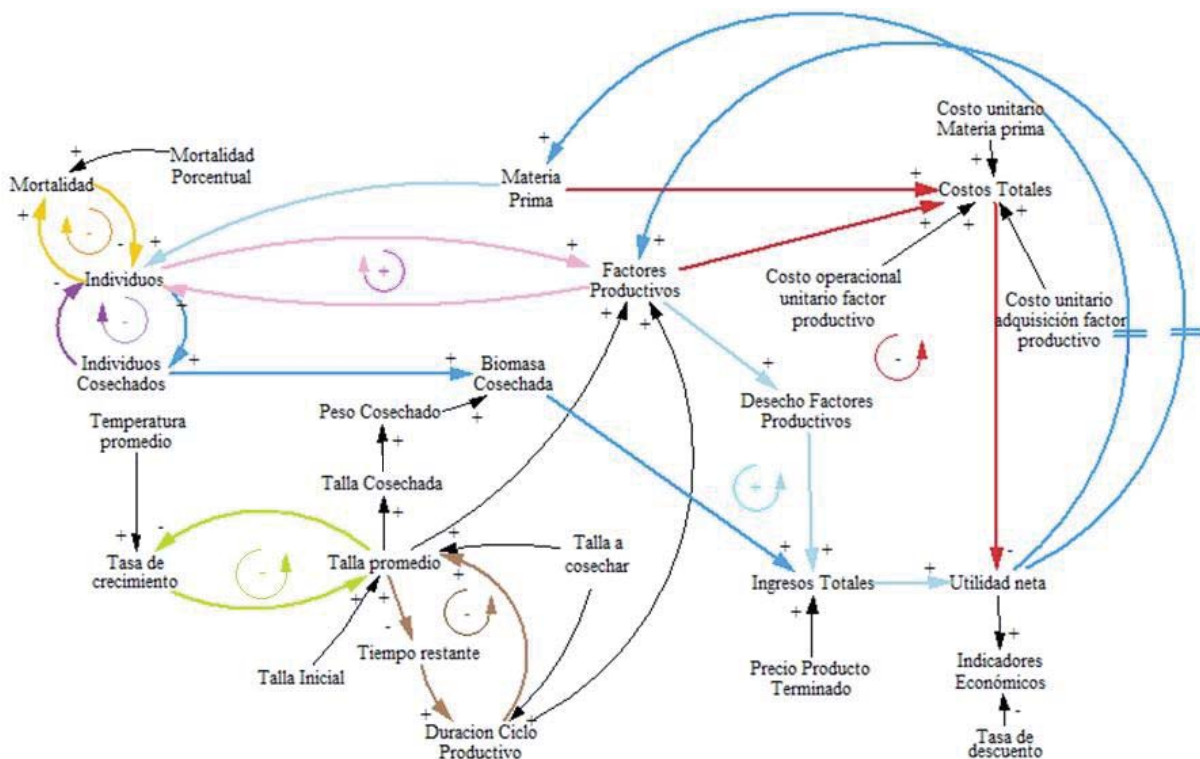 Costo unitario
Materia prima
Mortalidad
Porcentual
Mortalidad
Materia
Prima
Costos Totales
Individuos
Factores
Productivos
Costo operacional
unitario factor
productivo
Costo unitario
adquisición factor
productivo
Individuos
Cosechados
Biomasa
Cosechada
Peso Cosechado
Desecho Factores
Productivos
Temperatura
promedio
Talla Cosechada
Tasa de
crecimiento
Talla promedio
Talla a
cosechar
Ingresos Totales
Utilidad neta
Tiempo restante
Talla Inicial
Precio Producto
Terminado
Indicadores
Económicos
Duracion Ciclo
Productivo
Tasa de
descuento